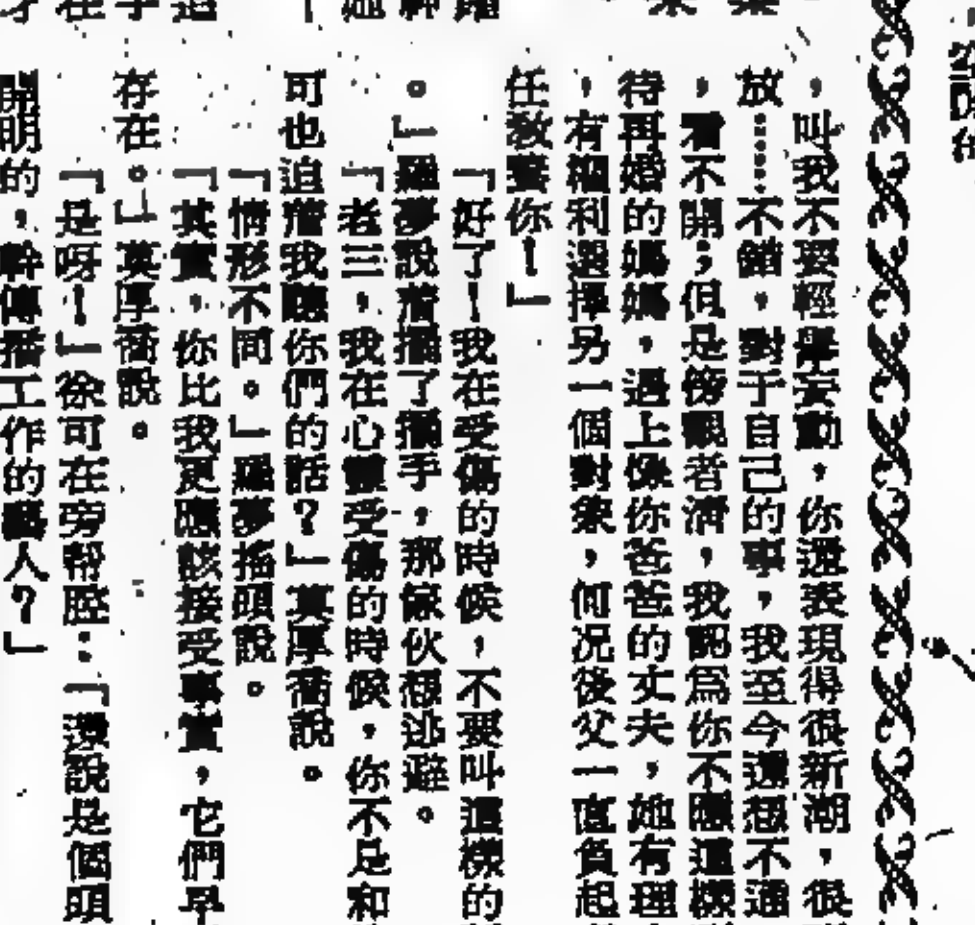 ，叫我不要輕舉妄動，你還表現得很新潮，很
放……不錯，對于自己的事，我至今還想不通
，看不開；但是傍觀者清，我認爲你不應這樣
待再婚的媽媽，遇上像你爸爸的丈夫，她有理
，有權利選擇另一個對象，何況後父一直負起
任教養你！」
「好了！我在受傷的時候，不要叫這樣的
。」羅夢說着搖了搖手，那傢伙想逃避。
「老三，我在心靈受傷的時候，你不是和
可也迫着我聽你們的話？」莫厚喬說。
「情形不同。」羅夢搖頭說。
「其實，你比我更應該接受事實，它們早
存在。」莫厚喬說。
「是呀！」徐可在旁帮腔：「還說是個頭
開明的，幹傳播工作的藝人？」